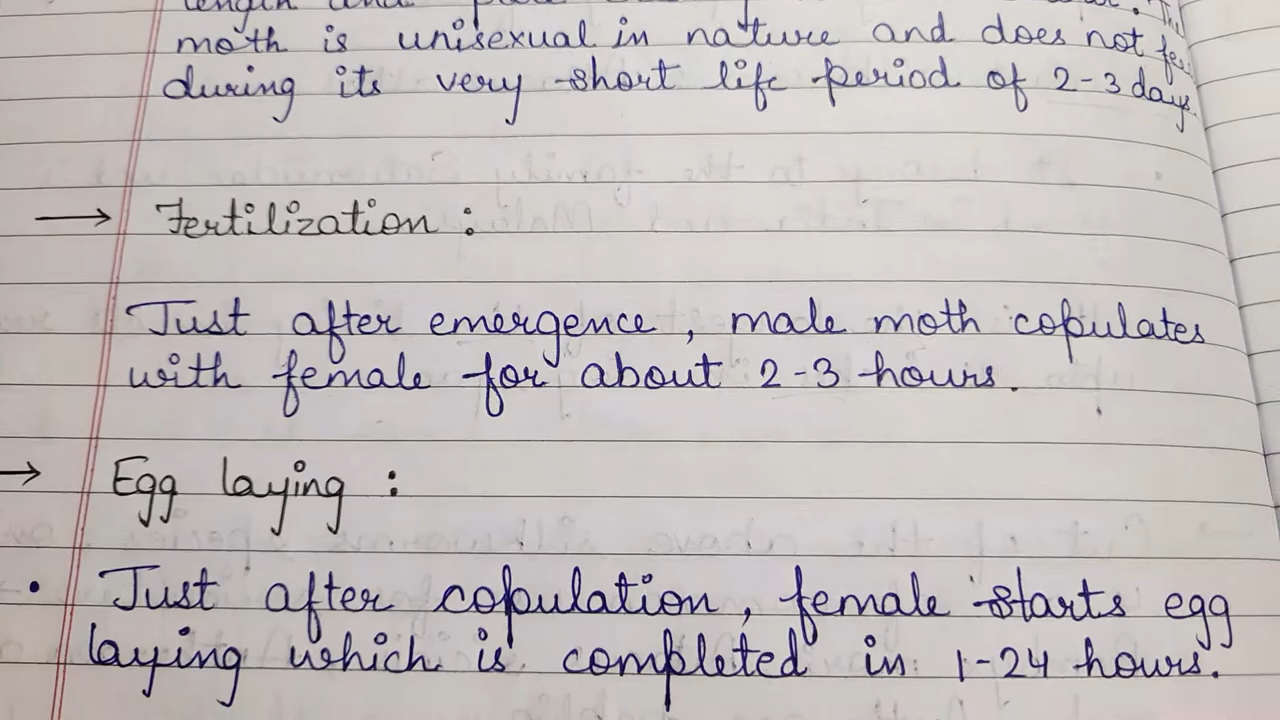 length and
moth is unisexual in nature and does not
during its very short life period of 2-3 days.
→ Fertilization :
Just after emergence, male moth copulates
with female for about 2-3 hours.
→ Egg laying :
• Just after copulation, female starts egg
laying which is completed in 1-24 hours.